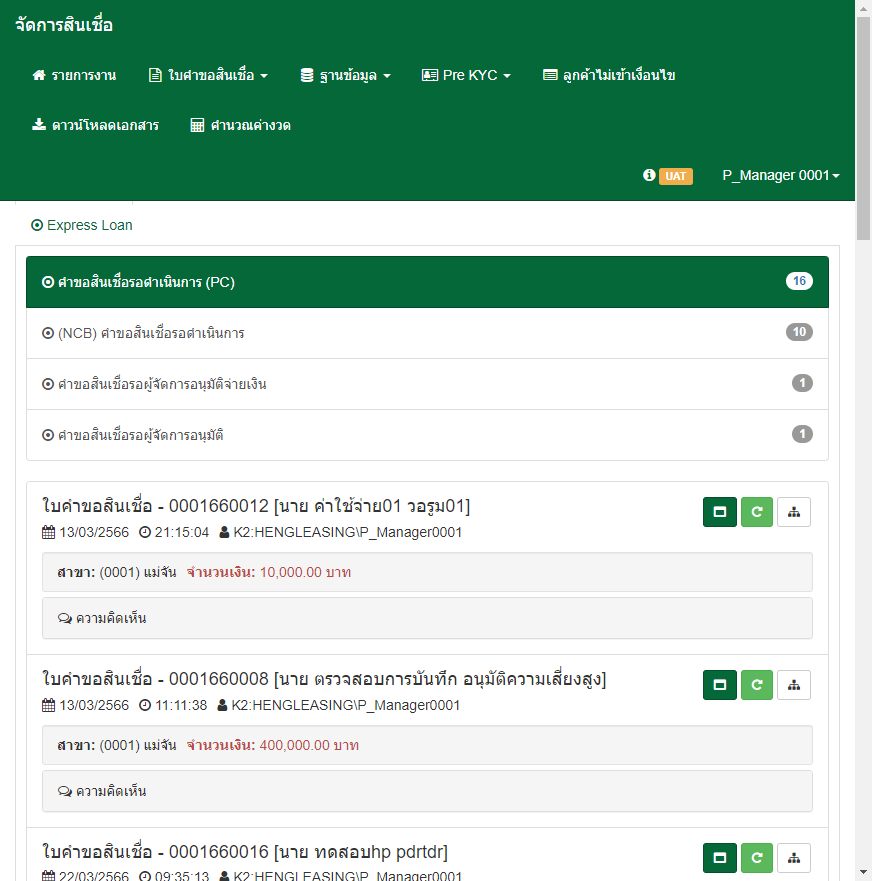 จัดการสินเชื่อ
รายการงาน ใบคำขอสินเชื่อ ฐานข้อมูล Pre KYC ลูกค้าไม่เข้าเงื่อนไข
ดาวน์โหลดเอกสาร คำนวณค่างวด
UAT P_Manager 0001
Express Loan
คำขอสินเชื่อรอดำเนินการ (PC) 16
(NCB) คำขอสินเชื่อรอดำเนินการ 10
คำขอสินเชื่อรอผู้จัดการอนุมัติจ่ายเงิน 1
คำขอสินเชื่อรอผู้จัดการอนุมัติ 1
ใบคำขอสินเชื่อ - 0001660012 [นาย ค่าใช้จ่าย01 วอรูม01]
13/03/2566 21:15:04 K2:HENGLEASING\P_Manager0001
สาขา: (0001) แม่จัน จำนวนเงิน: 10,000.00 บาท
ความคิดเห็น
ใบคำขอสินเชื่อ - 0001660008 [นาย ตรวจสอบการบันทึก อนุมัติความเสี่ยงสูง]
13/03/2566 11:11:38 K2:HENGLEASING\P_Manager0001
สาขา: (0001) แม่จัน จำนวนเงิน: 400,000.00 บาท
ความคิดเห็น
ใบคำขอสินเชื่อ - 0001660016 [นาย ทดสอบhp pdrtdr]
22/03/2566 09:35:13 K2:HENGLEASING\P_Manager0001